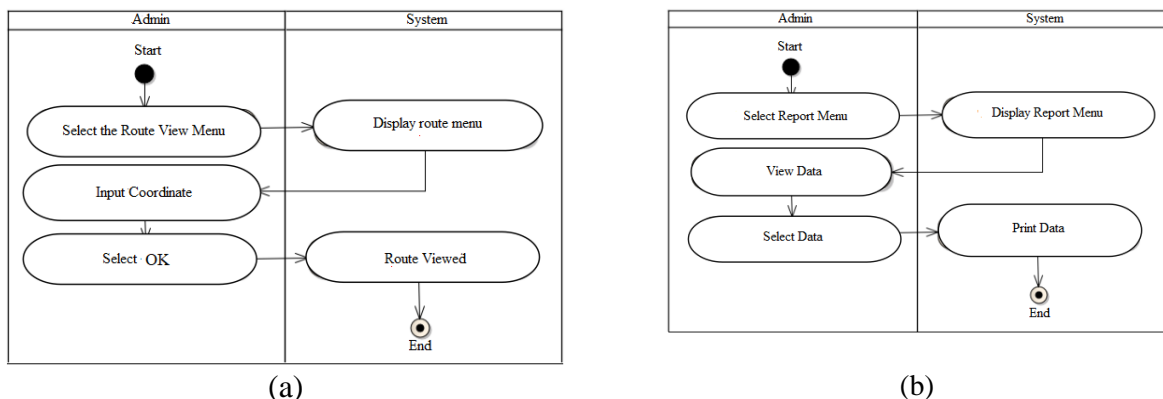 Admin
System
Start
Select the Route View Menu
Display route menu
Input Coordinate
Select OK
Route Viewed
End
(a)
Admin
System
Start
Select Report Menu
Display Report Menu
View Data
Select Data
Print Data
End
(b)